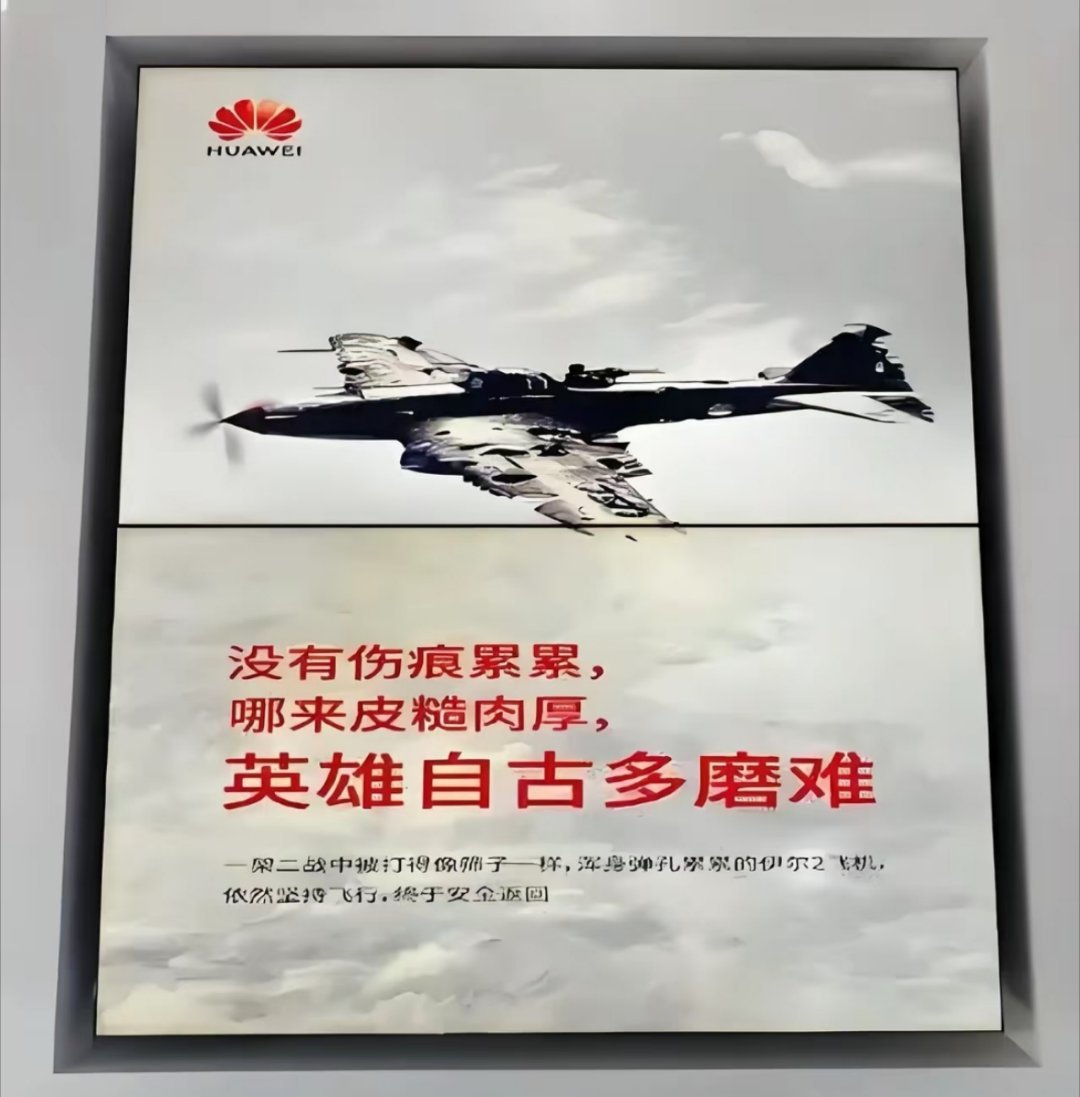 HUAWEI
没有伤痕累累，
哪来皮糙肉厚，
英雄自古多磨难
一架二战中被打得像筛子一样，浑身弹孔累累的伊尔2飞机，
依然坚持飞行，终于安全返回